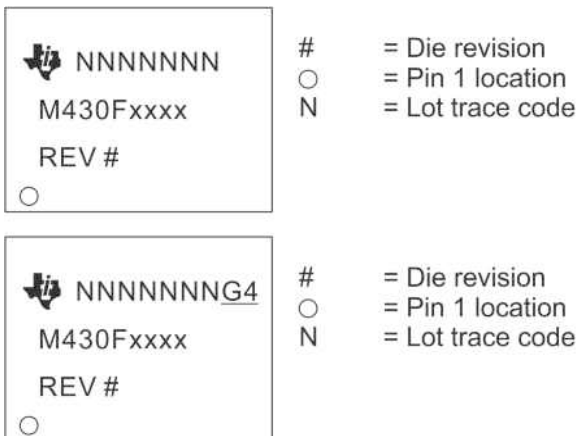 NNNNNNN
M430Fxxxx
REV #
# = Die revision
○ = Pin 1 location
N = Lot trace code
NNNNNNNG4
M430Fxxxx
REV #
# = Die revision
○ = Pin 1 location
N = Lot trace code